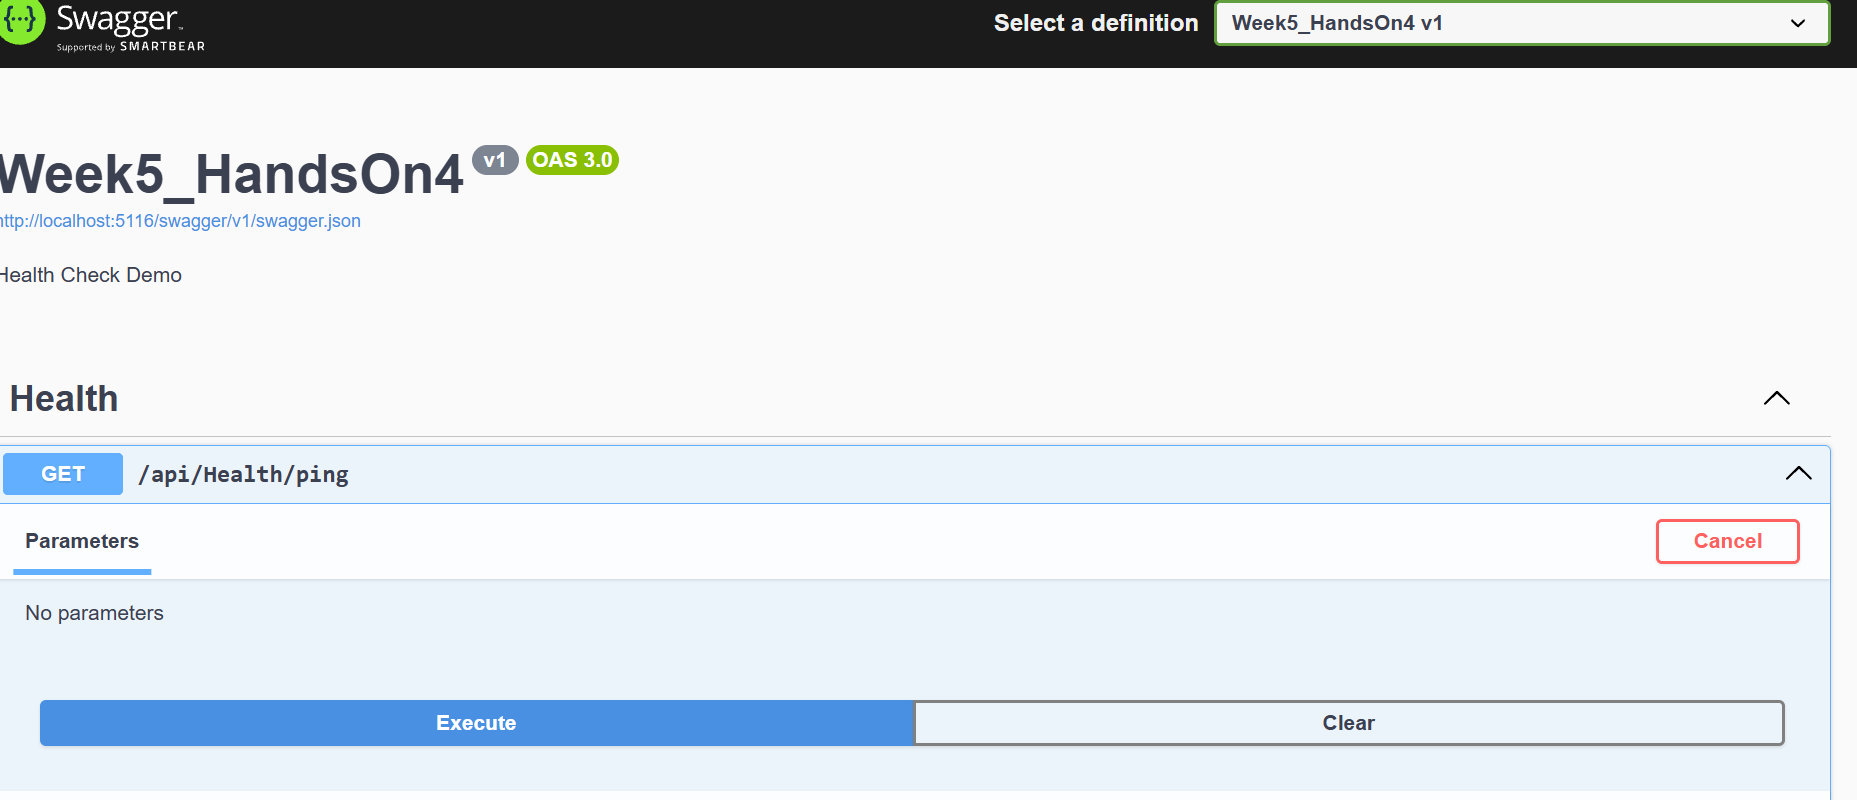 {···} Swagger
Supported by SMARTBEAR
Select a definition
Week5_HandsOn4 v1
Week5_HandsOn4 v1 OAS 3.0
http://localhost:5116/swagger/v1/swagger.json
Health Check Demo
Health
GET /api/Health/ping
Parameters
Cancel
No parameters
Execute
Clear